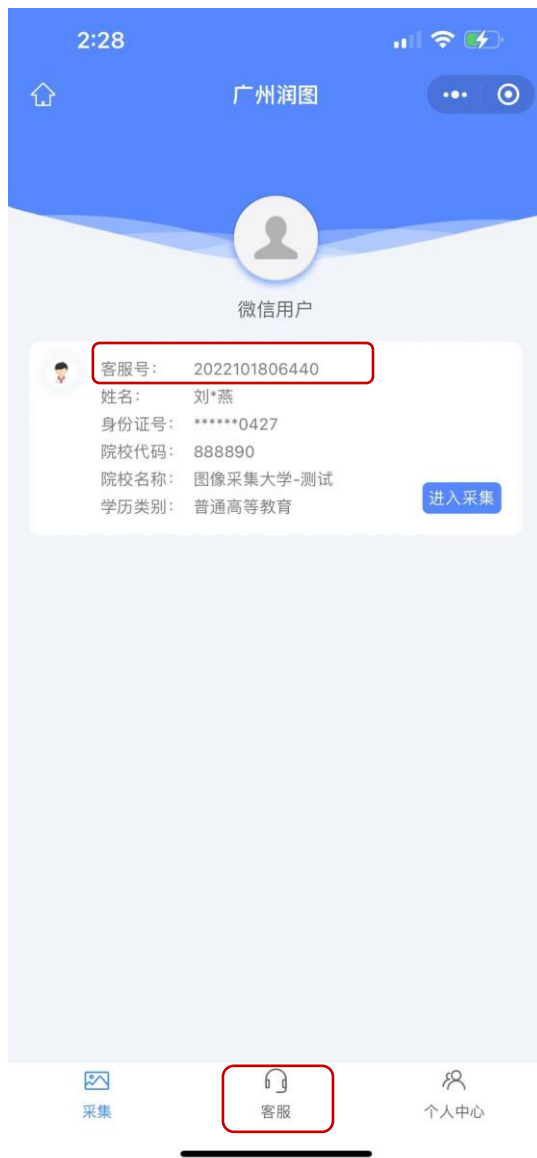 2:28
广州润图
微信用户
客服号: 2022101806440
姓名: 刘*燕
身份证号: ******0427
院校代码: 888890
院校名称: 图像采集大学-测试
学历类别: 普通高等教育
进入采集
采集
客服
个人中心